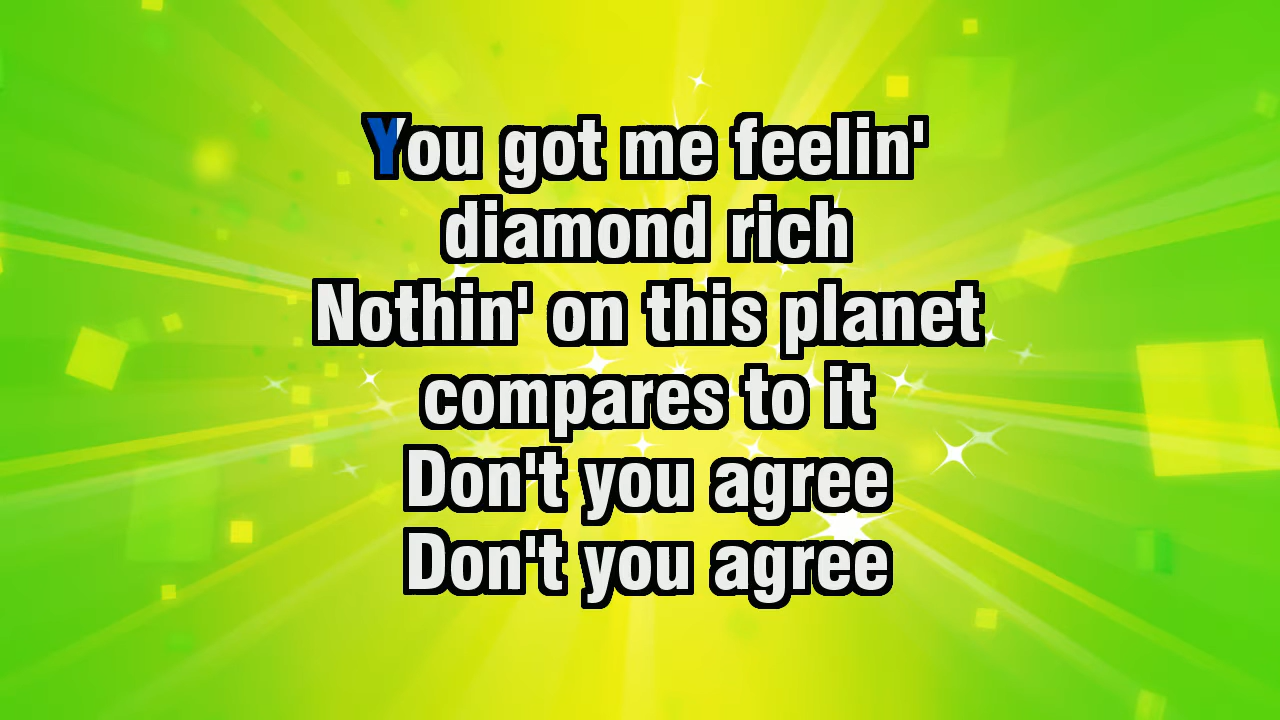 You got me feelin'
diamond rich
Nothin' on this planet
compares to it
Don't you agree
Don't you agree